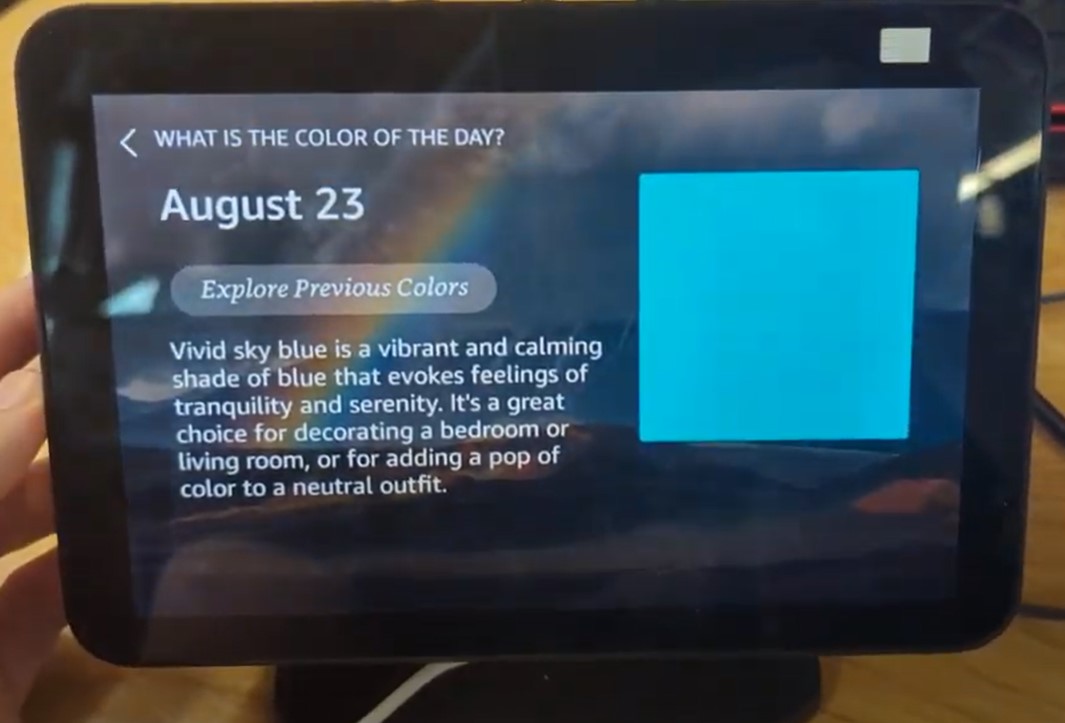 WHAT IS THE COLOR OF THE DAY?
August 23
Explore Previous Colors
Vivid sky blue is a vibrant and calming
shade of blue that evokes feelings of
tranquility and serenity. It's a great
choice for decorating a bedroom or
living room, or for adding a pop of
color to a neutral outfit.